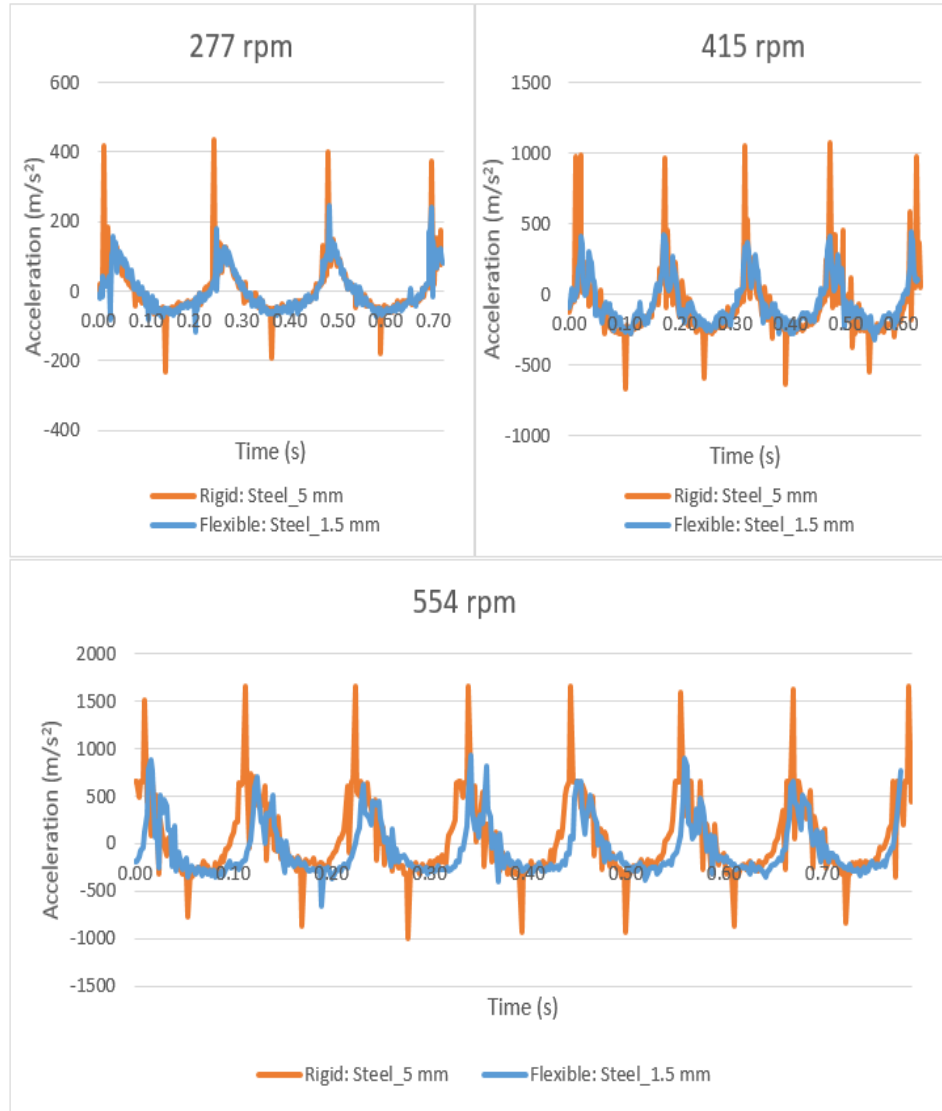 277 rpm
600
400
200
0
-200
-400
Acceleration (m/s²)
0.00 0.10 0.20 0.30 0.40 0.50 0.60 0.70
Time (s)
Rigid: Steel_5 mm
Flexible: Steel_1.5 mm
415 rpm
1500
1000
500
0
-500
-1000
Acceleration (m/s²)
0.00 0.10 0.20 0.30 0.40 0.50 0.60
Time (s)
Rigid: Steel_5 mm
Flexible: Steel_1.5 mm
554 rpm
2000
1500
1000
500
0
-500
-1000
-1500
Acceleration (m/s²)
0.00 0.10 0.20 0.30 0.40 0.50 0.60 0.70
Time (s)
Rigid: Steel_5 mm Flexible: Steel_1.5 mm